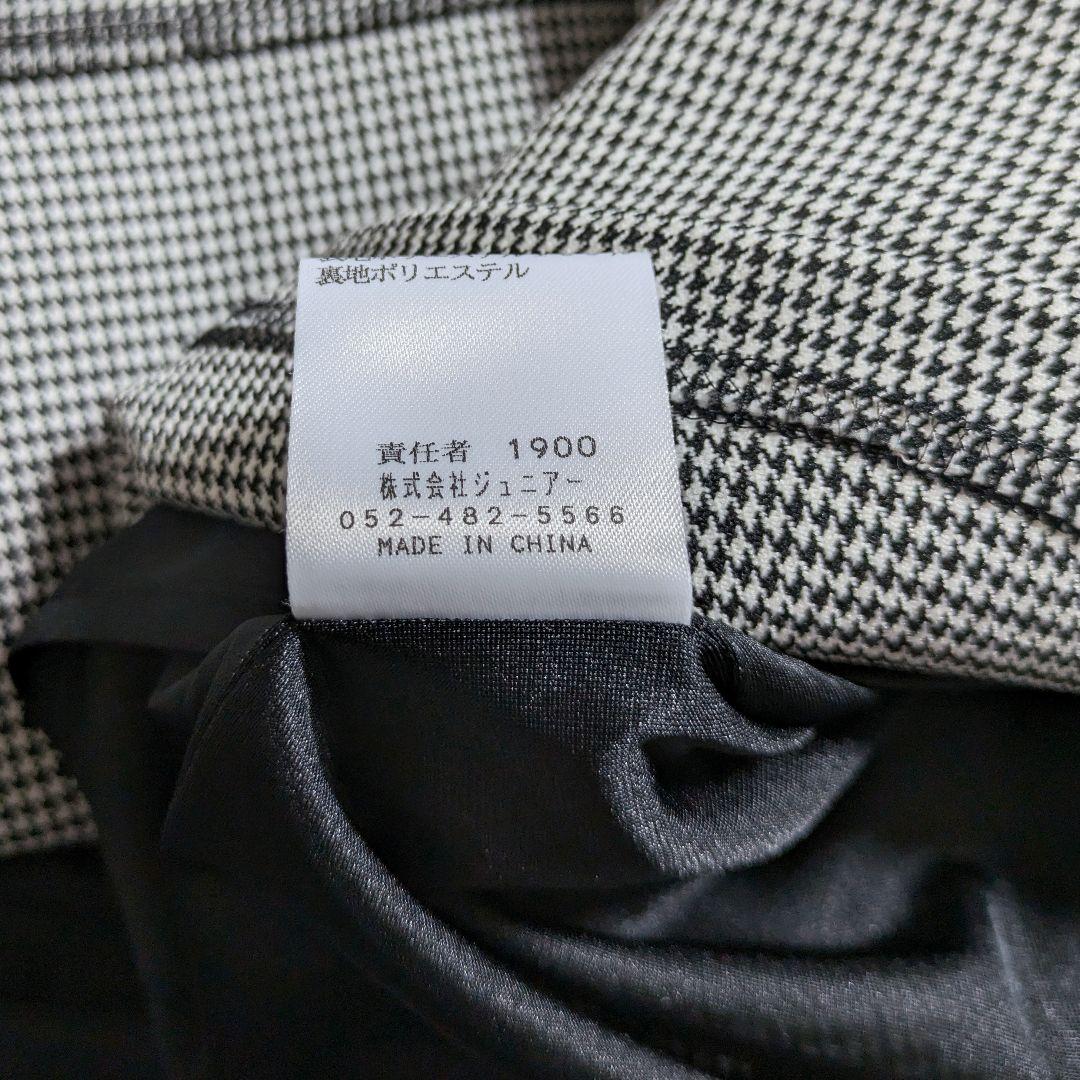 裏地ポリエステル
責任者 1900
株式会社ジュニアー
052-482-5566
MADE IN CHINA